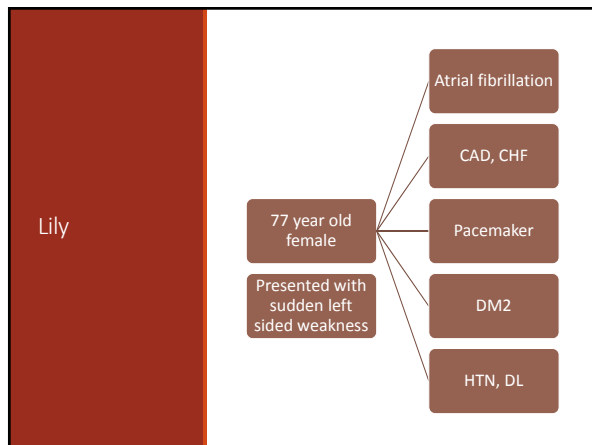 Lily
77 year old
female
Presented with
sudden left
sided weakness
Atrial fibrillation
CAD, CHF
Pacemaker
DM2
HTN, DL